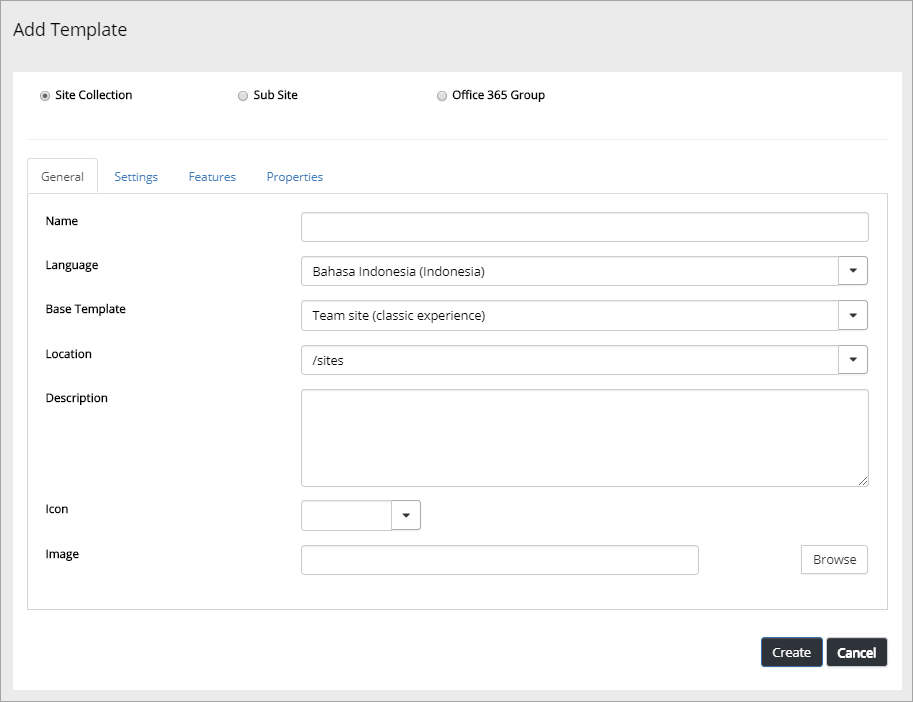 Add Template
Site Collection Sub Site Office 365 Group
General Settings Features Properties
Name
Language Bahasa Indonesia (Indonesia)
Base Template Team site (classic experience)
Location /sites
Description
Icon
Image Browse
Create Cancel